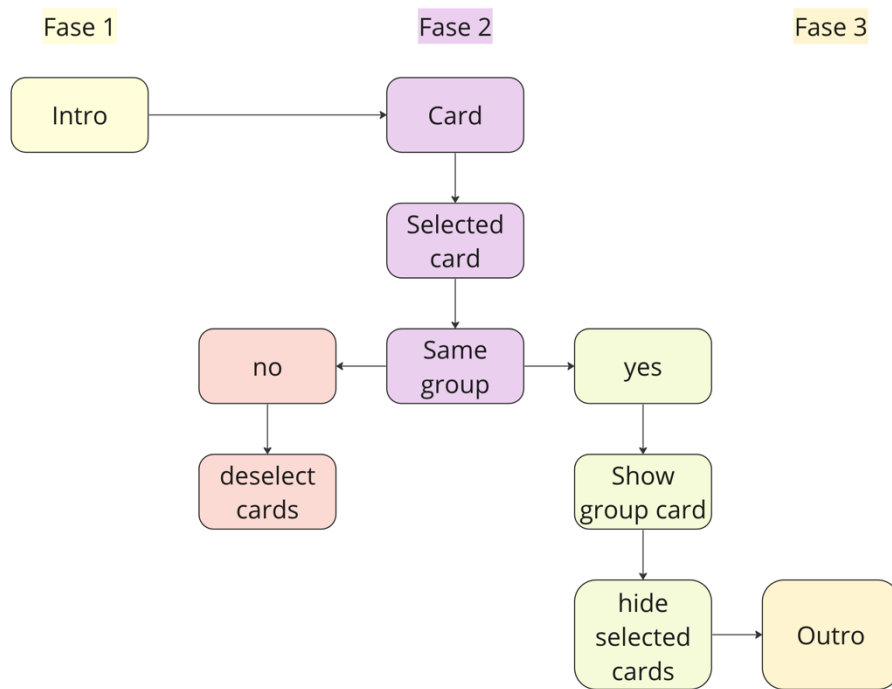 Fase 1
Fase 2
Fase 3
Intro
Card
Selected
card
no
Same
group
yes
deselect
cards
Show
group card
hide
selected
cards
Outro